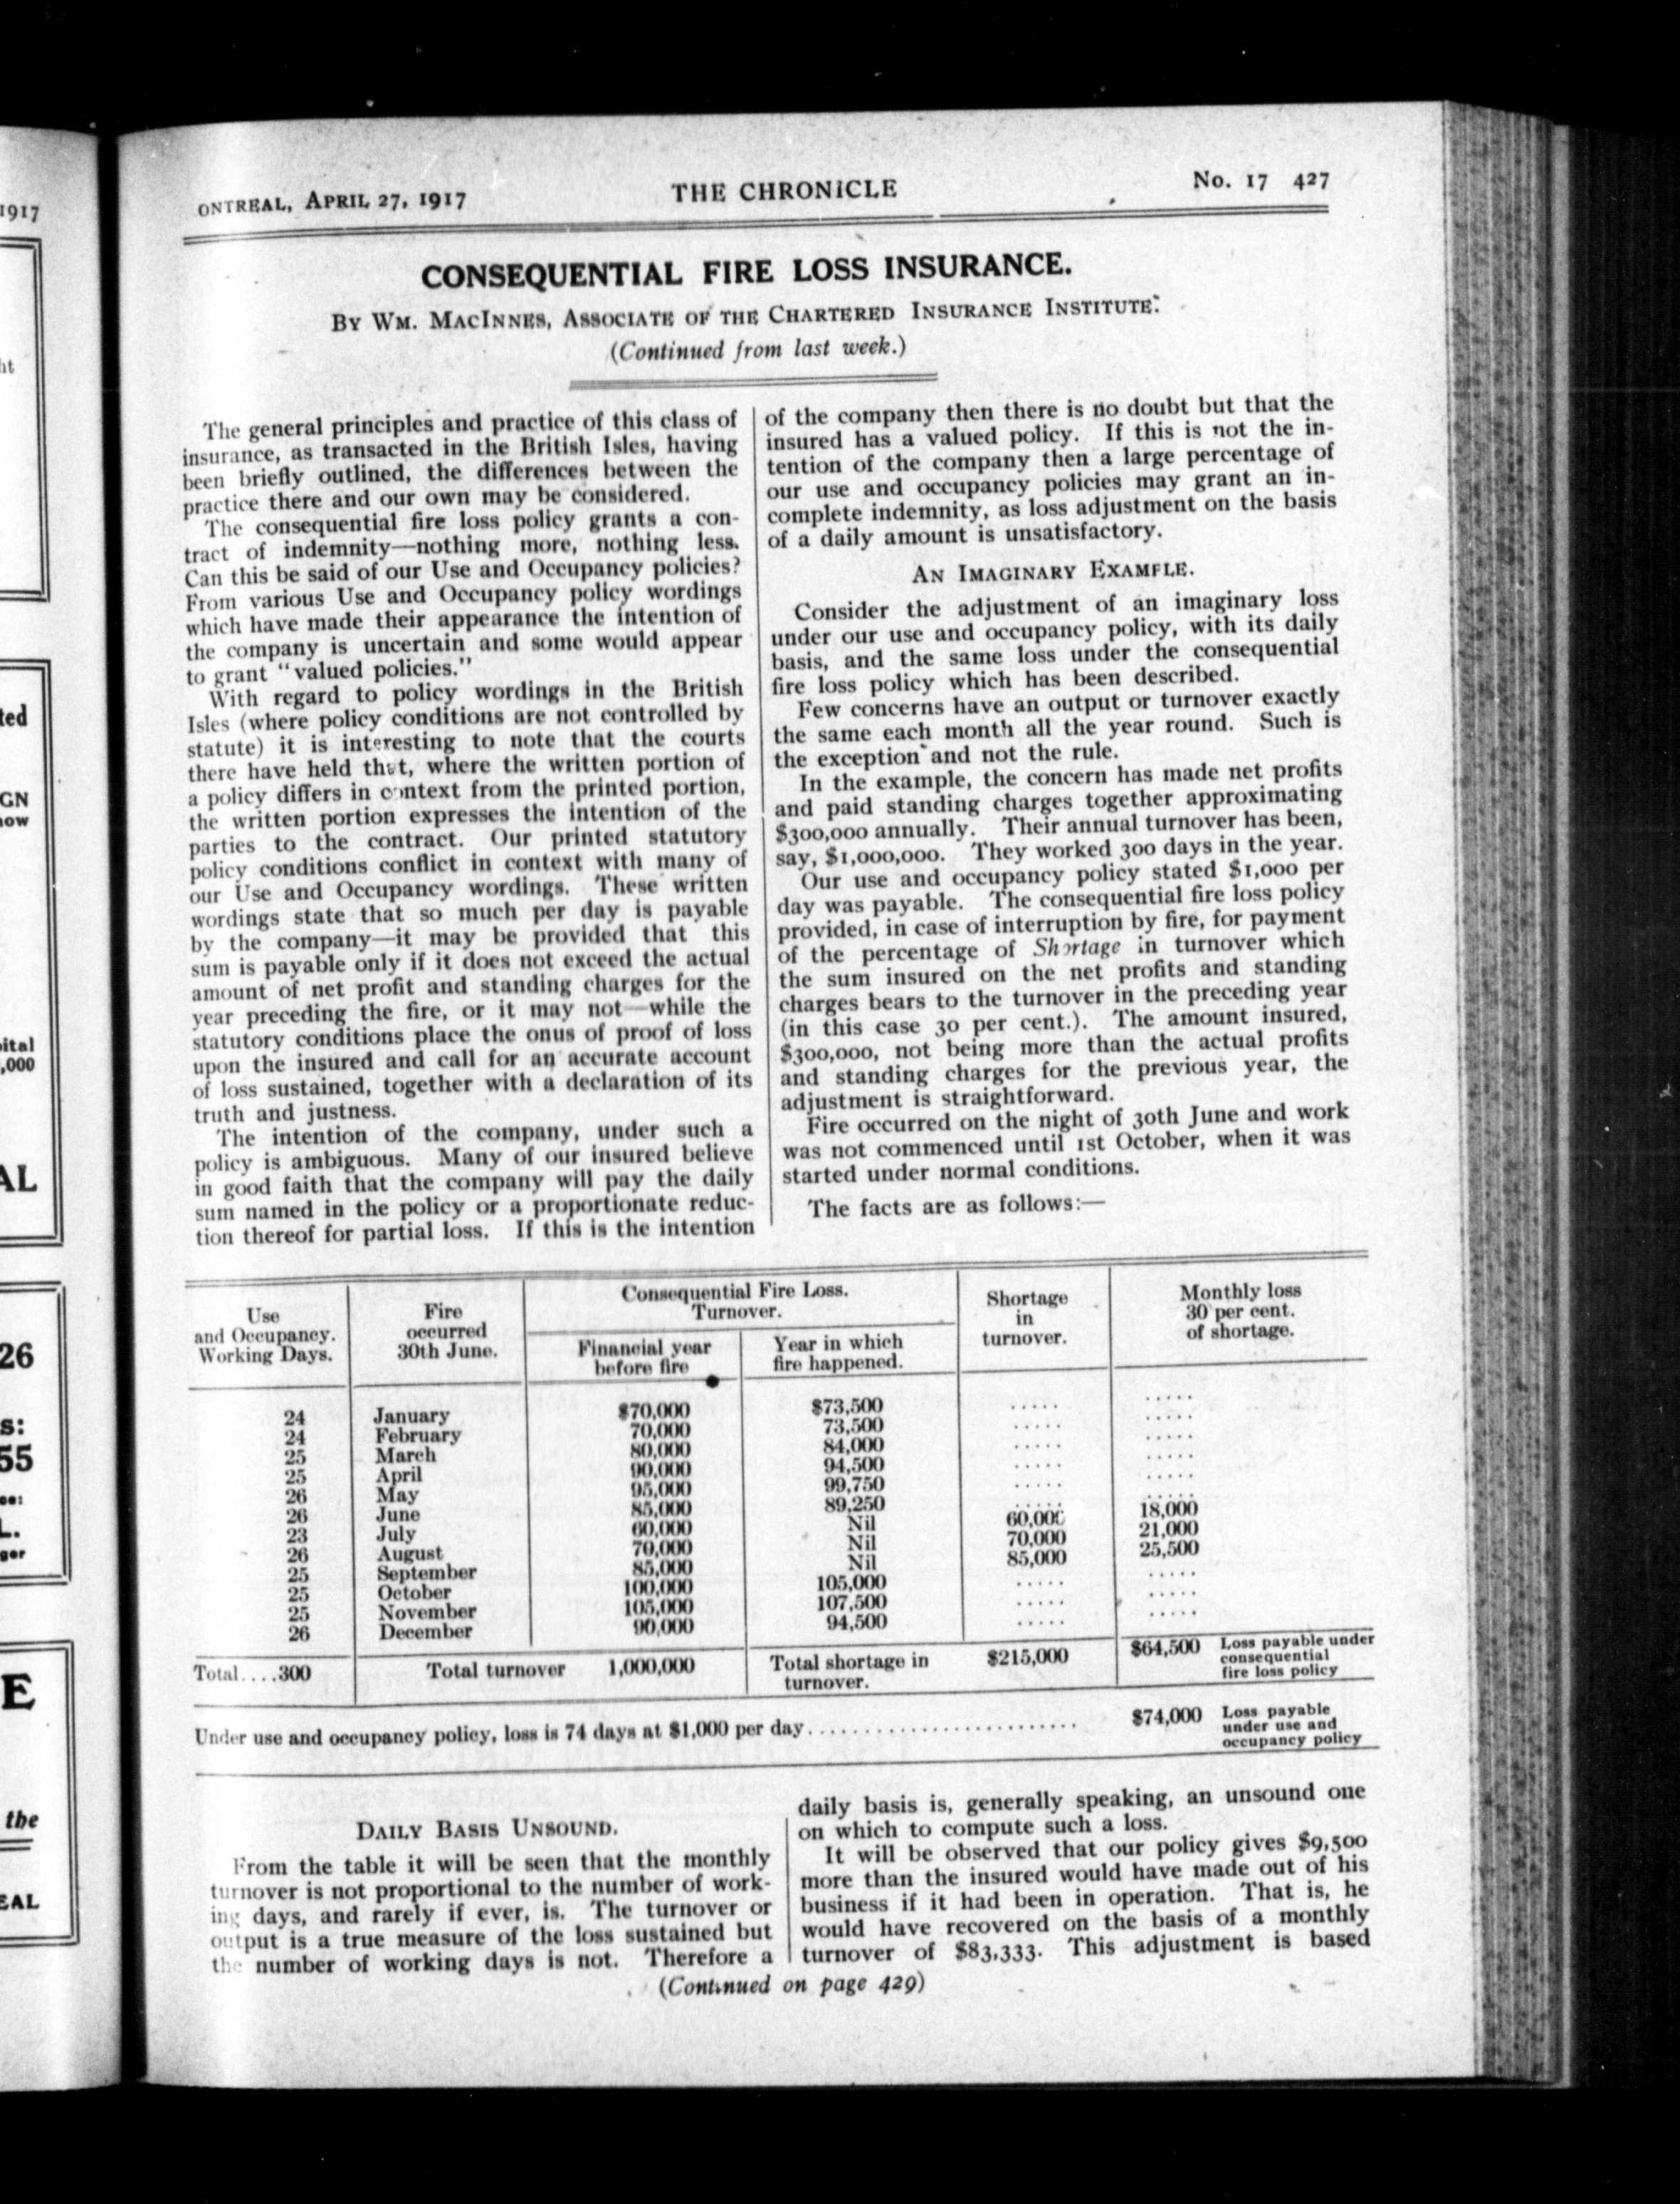 1917
ht
ted
GN
now
pital
,000
AL
26
s:
55
L.
E
the
EAL
ONTREAL, APRIL 27, 1917 THE CHRONICLE No. 17 427
CONSEQUENTIAL FIRE LOSS INSURANCE.
BY WM. MACINNES, ASSOCIATE OF THE CHARTERED INSURANCE INSTITUTE.
(Continued from last week.)
The general principles and practice of this class of
insurance, as transacted in the British Isles, having
been briefly outlined, the differences between the
practice there and our own may be considered.
The consequential fire loss policy grants a con-
tract of indemnity—nothing more, nothing less.
Can this be said of our Use and Occupancy policies?
From various Use and Occupancy policy wordings
which have made their appearance the intention of
the company is uncertain and some would appear
to grant "valued policies."
With regard to policy wordings in the British
Isles (where policy conditions are not controlled by
statute) it is interesting to note that the courts
there have held that, where the written portion of
a policy differs in context from the printed portion,
the written portion expresses the intention of the
parties to the contract. Our printed statutory
policy conditions conflict in context with many of
our Use and Occupancy wordings. These written
wordings state that so much per day is payable
by the company—it may be provided that this
sum is payable only if it does not exceed the actual
amount of net profit and standing charges for the
year preceding the fire, or it may not—while the
statutory conditions place the onus of proof of loss
upon the insured and call for an accurate account
of loss sustained, together with a declaration of its
truth and justness.
The intention of the company, under such a
policy is ambiguous. Many of our insured believe
in good faith that the company will pay the daily
sum named in the policy or a proportionate reduc-
tion thereof for partial loss. If this is the intention
of the company then there is no doubt but that the
insured has a valued policy. If this is not the in-
tention of the company then a large percentage of
our use and occupancy policies may grant an in-
complete indemnity, as loss adjustment on the basis
of a daily amount is unsatisfactory.
AN IMAGINARY EXAMFLE.
Consider the adjustment of an imaginary loss
under our use and occupancy policy, with its daily
basis, and the same loss under the consequential
fire loss policy which has been described.
Few concerns have an output or turnover exactly
the same each month all the year round. Such is
the exception and not the rule.
In the example, the concern has made net profits
and paid standing charges together approximating
$300,000 annually. Their annual turnover has been,
say, $1,000,000. They worked 300 days in the year.
Our use and occupancy policy stated $1,000 per
day was payable. The consequential fire loss policy
provided, in case of interruption by fire, for payment
of the percentage of Shortage in turnover which
the sum insured on the net profits and standing
charges bears to the turnover in the preceding year
(in this case 30 per cent.). The amount insured,
$300,000, not being more than the actual profits
and standing charges for the previous year, the
adjustment is straightforward.
Fire occurred on the night of 30th June and work
was not commenced until 1st October, when it was
started under normal conditions.
The facts are as follows:—
Use
and Occupancy.
Working Days.
Fire
occurred
30th June.
Consequential Fire Loss.
Turnover.
Financial year
before fire
Year in which
fire happened.
Shortage
in
turnover.
Monthly loss
30 per cent.
of shortage.
24 January $70,000 $73,500 ..... .....
24 February 70,000 73,500 ..... .....
25 March 80,000 84,000 ..... .....
25 April 90,000 94,500 ..... .....
26 May 95,000 99,750 ..... .....
26 June 85,000 89,250 ..... .....
23 July 60,000 Nil 60,000 18,000
26 August 70,000 Nil 70,000 21,000
25 September 85,000 Nil 85,000 25,500
25 October 100,000 105,000 ..... .....
25 November 105,000 107,500 ..... .....
26 December 90,000 94,500 ..... .....
Total....300 Total turnover 1,000,000 Total shortage in
turnover. $215,000 $64,500 Loss payable under
consequential
fire loss policy
Under use and occupancy policy, loss is 74 days at $1,000 per day........................ $74,000 Loss payable
under use and
occupancy policy
DAILY BASIS UNSOUND.
From the table it will be seen that the monthly
turnover is not proportional to the number of work-
ing days, and rarely if ever, is. The turnover or
output is a true measure of the loss sustained but
the number of working days is not. Therefore a
daily basis is, generally speaking, an unsound one
on which to compute such a loss.
It will be observed that our policy gives $9,500
more than the insured would have made out of his
business if it had been in operation. That is, he
would have recovered on the basis of a monthly
turnover of $83,333. This adjustment is based
(Continued on page 429)